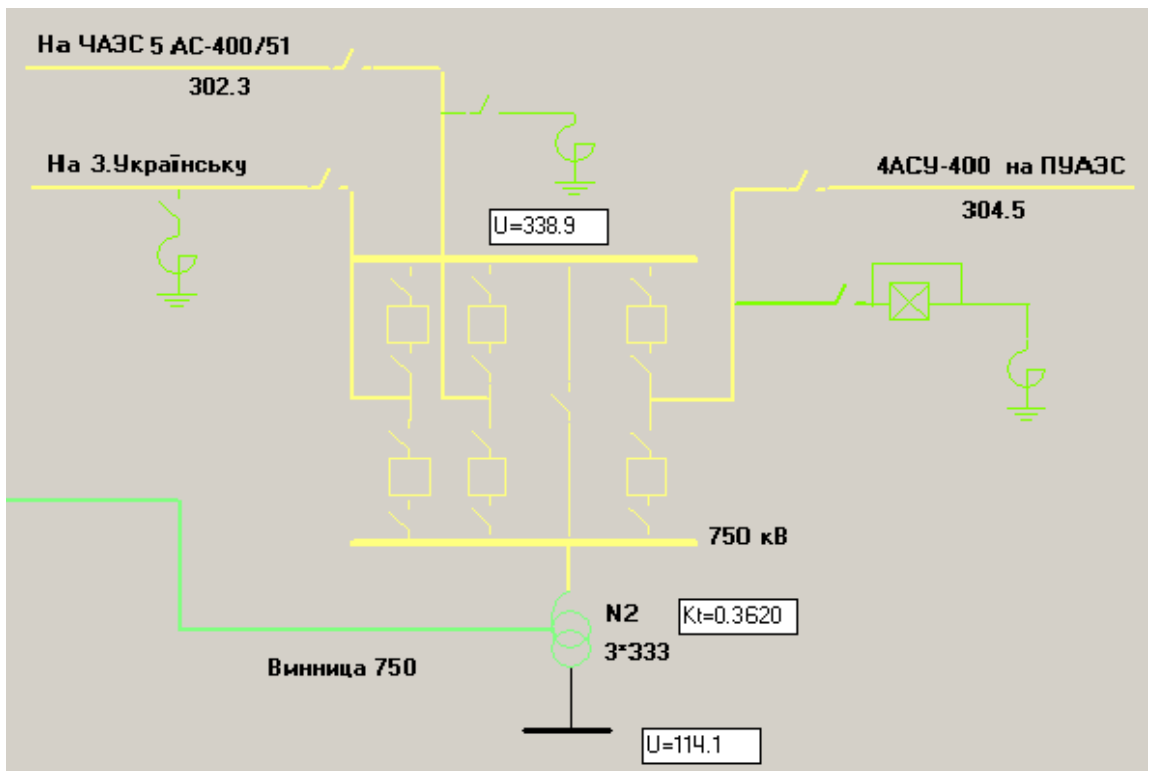 На ЧАЭС 5 АС-400/51
302.3
На З.Українську
4АСУ-400 на ПУАЭС
304.5
U=338.9
750 кВ
N2
Kt=0.3620
3*333
Винница 750
U=114.1